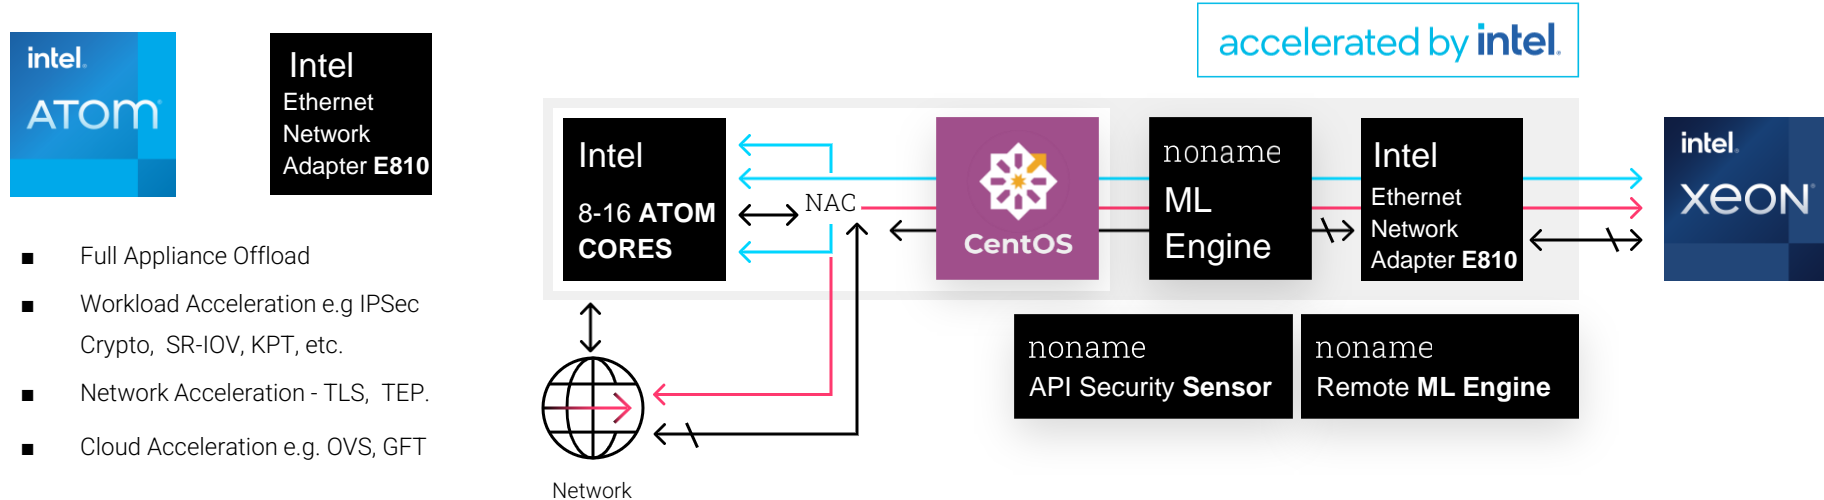 accelerated by intel.
intel.
ATOM
Intel
Ethernet
Network
Adapter E810
■ Full Appliance Offload
■ Workload Acceleration e.g IPSec
Crypto, SR-IOV, KPT, etc.
■ Network Acceleration - TLS, TEP.
■ Cloud Acceleration e.g. OVS, GFT
Intel
8-16 ATOM
CORES
NAC
CentOS
noname
ML
Engine
Intel
Ethernet
Network
Adapter E810
intel.
XEON
noname
API Security Sensor
noname
Remote ML Engine
Network